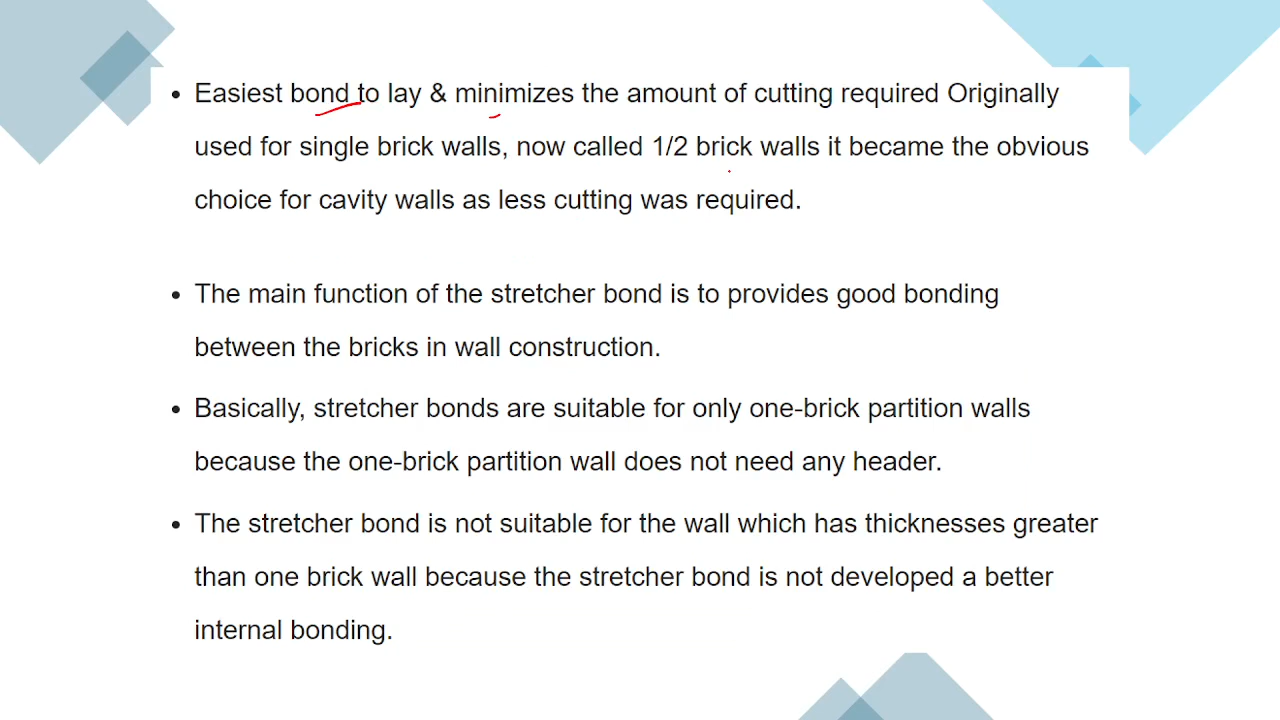 • Easiest bond to lay & minimizes the amount of cutting required Originally
used for single brick walls, now called 1/2 brick walls it became the obvious
choice for cavity walls as less cutting was required.
• The main function of the stretcher bond is to provides good bonding
between the bricks in wall construction.
• Basically, stretcher bonds are suitable for only one-brick partition walls
because the one-brick partition wall does not need any header.
• The stretcher bond is not suitable for the wall which has thicknesses greater
than one brick wall because the stretcher bond is not developed a better
internal bonding.